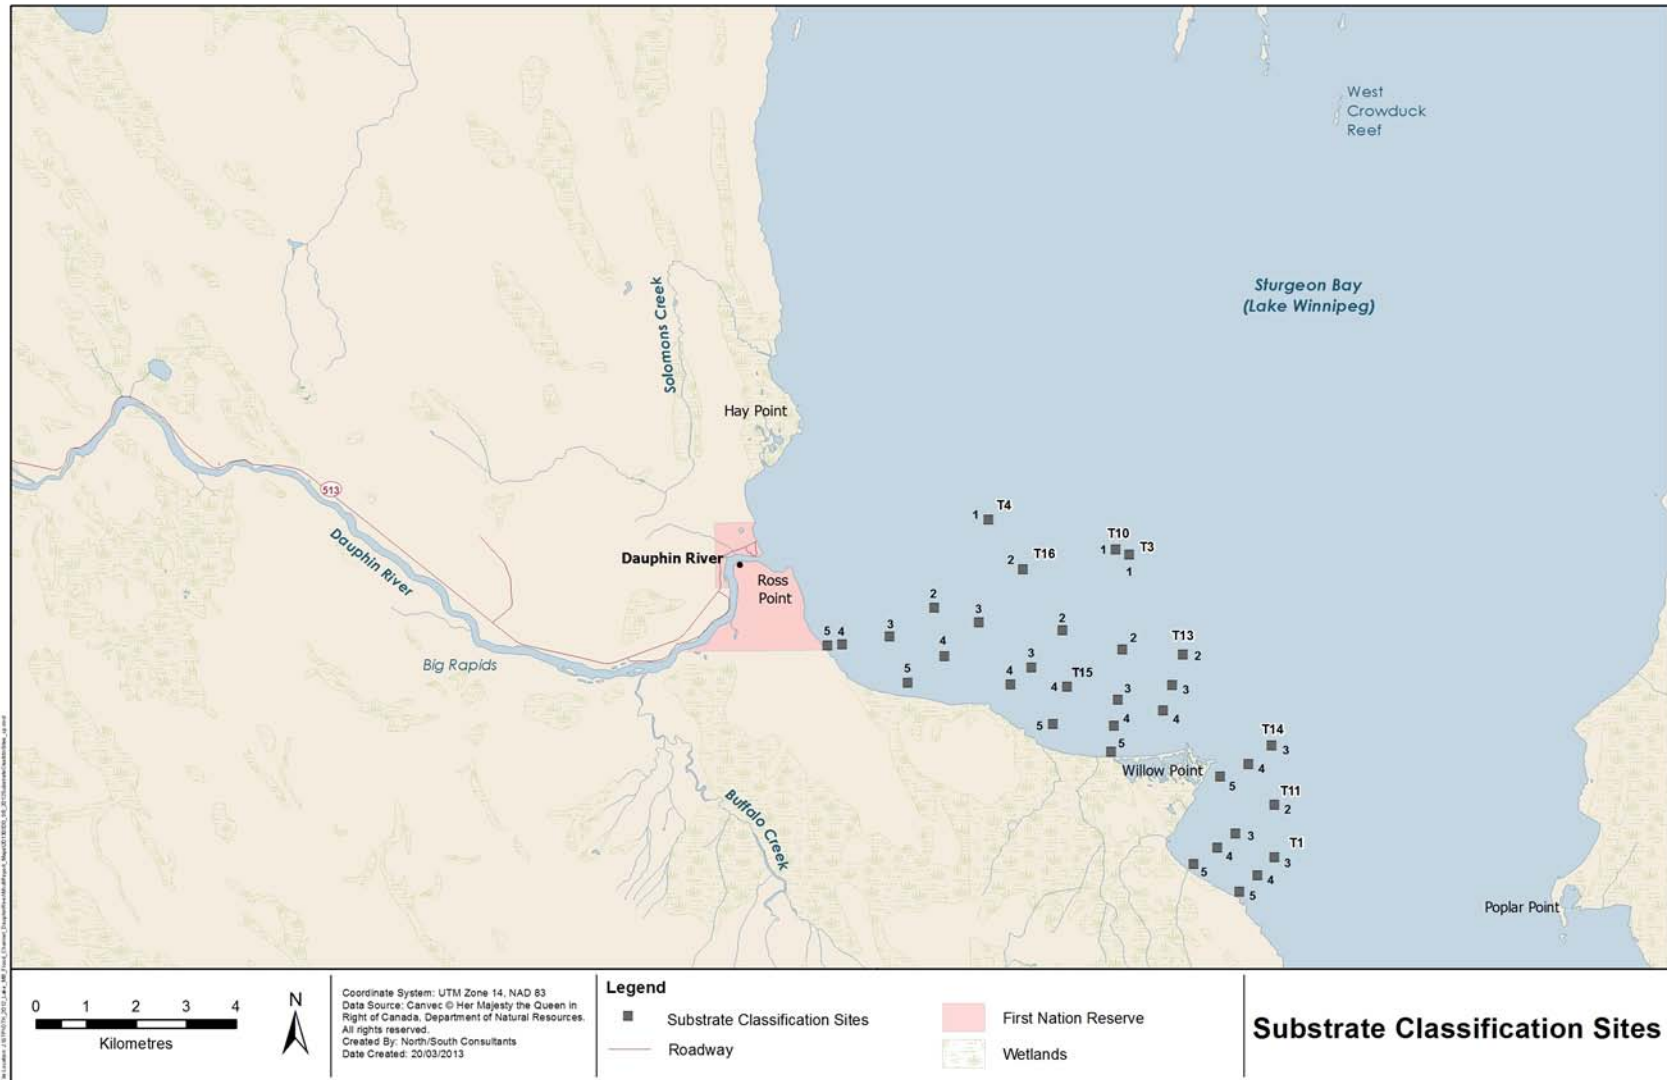 West
Crowduck
Reef
Sturgeon Bay
(Lake Winnipeg)
Solomons Creek
Hay Point
513
Dauphin River
Dauphin River
Ross
Point
Big Rapids
Buffalo Creek
Willow Point
Poplar Point
T4
1
T10
1
T3
1
T16
2
2
3
3
4
5
4
5
2
3
4
4
T15
5
2
3
4
5
T13
2
3
4
T14
3
4
5
T11
2
3
4
5
T1
3
4
5
0 1 2 3 4
Kilometres
N
Coordinate System: UTM Zone 14, NAD 83
Data Source: Canvec © Her Majesty the Queen in
Right of Canada, Department of Natural Resources.
All rights reserved.
Created By: North/South Consultants
Date Created: 20/03/2013
Legend
Substrate Classification Sites
Roadway
First Nation Reserve
Wetlands
Substrate Classification Sites